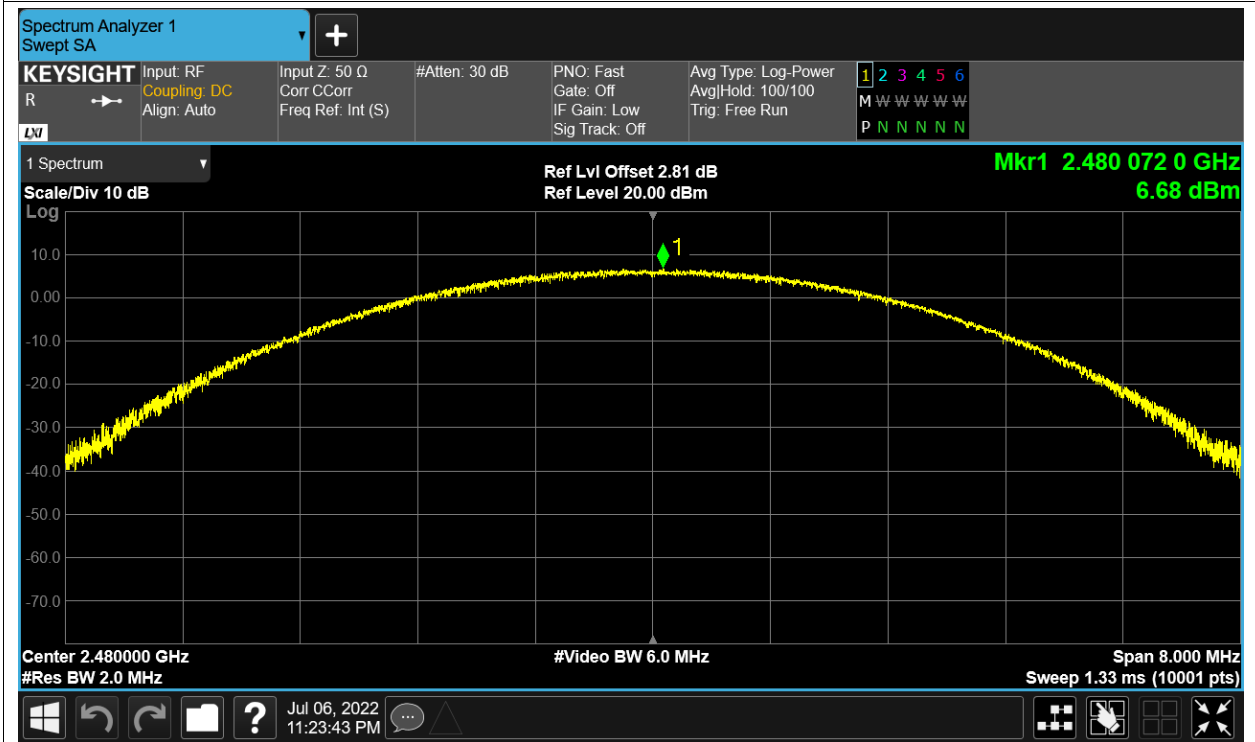 Spectrum Analyzer 1
Swept SA
KEYSIGHT
R
LXI
Input: RF
Coupling: DC
Align: Auto
Input Z: 50 Ω
Corr CCorr
Freq Ref: Int (S)
#Atten: 30 dB
PNO: Fast
Gate: Off
IF Gain: Low
Sig Track: Off
Avg Type: Log-Power
Avg|Hold: 100/100
Trig: Free Run
1 2 3 4 5 6
M W W W W W
P N N N N N
1 Spectrum
Scale/Div 10 dB
Log
Ref Lvl Offset 2.81 dB
Ref Level 20.00 dBm
Mkr1 2.480 072 0 GHz
6.68 dBm
1
10.0
0.00
-10.0
-20.0
-30.0
-40.0
-50.0
-60.0
-70.0
Center 2.480000 GHz
#Res BW 2.0 MHz
#Video BW 6.0 MHz
Span 8.000 MHz
Sweep 1.33 ms (10001 pts)
?
Jul 06, 2022
11:23:43 PM